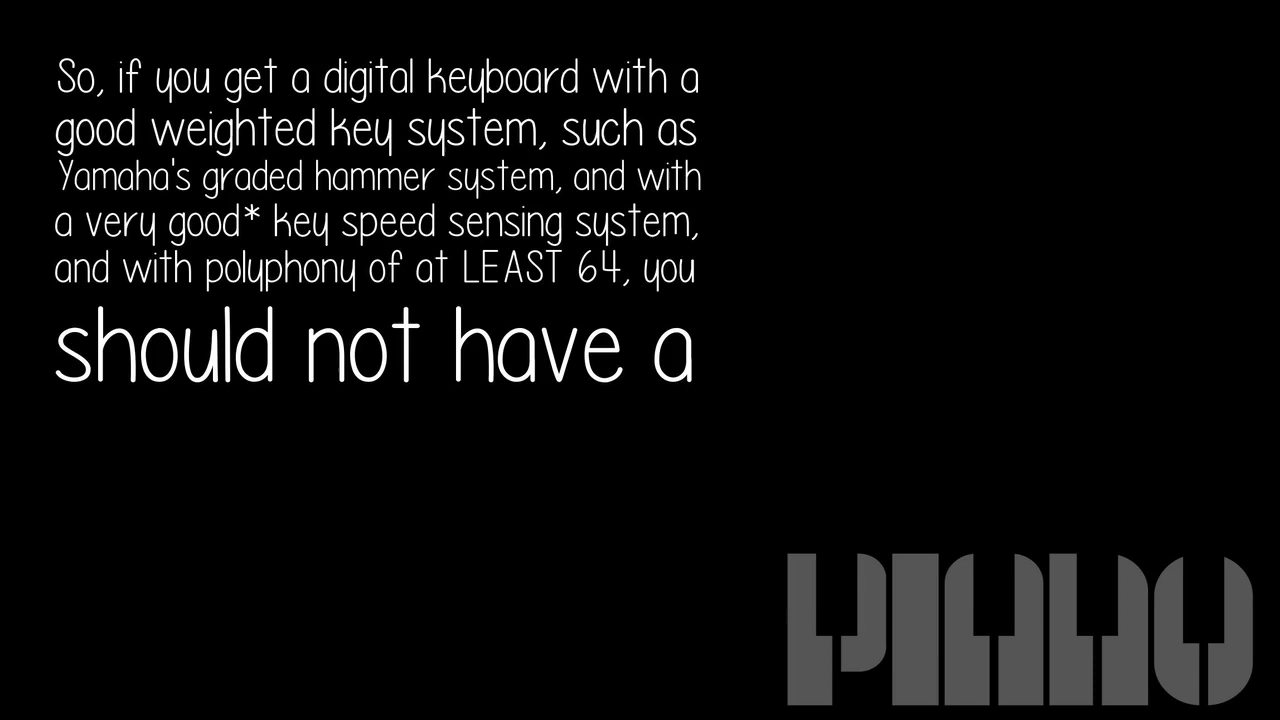 So, if you get a digital keyboard with a
good weighted key system, such as
Yamaha's graded hammer system, and with
a very good* key speed sensing system,
and with polyphony of at LEAST 64, you
should not have a
PIANO